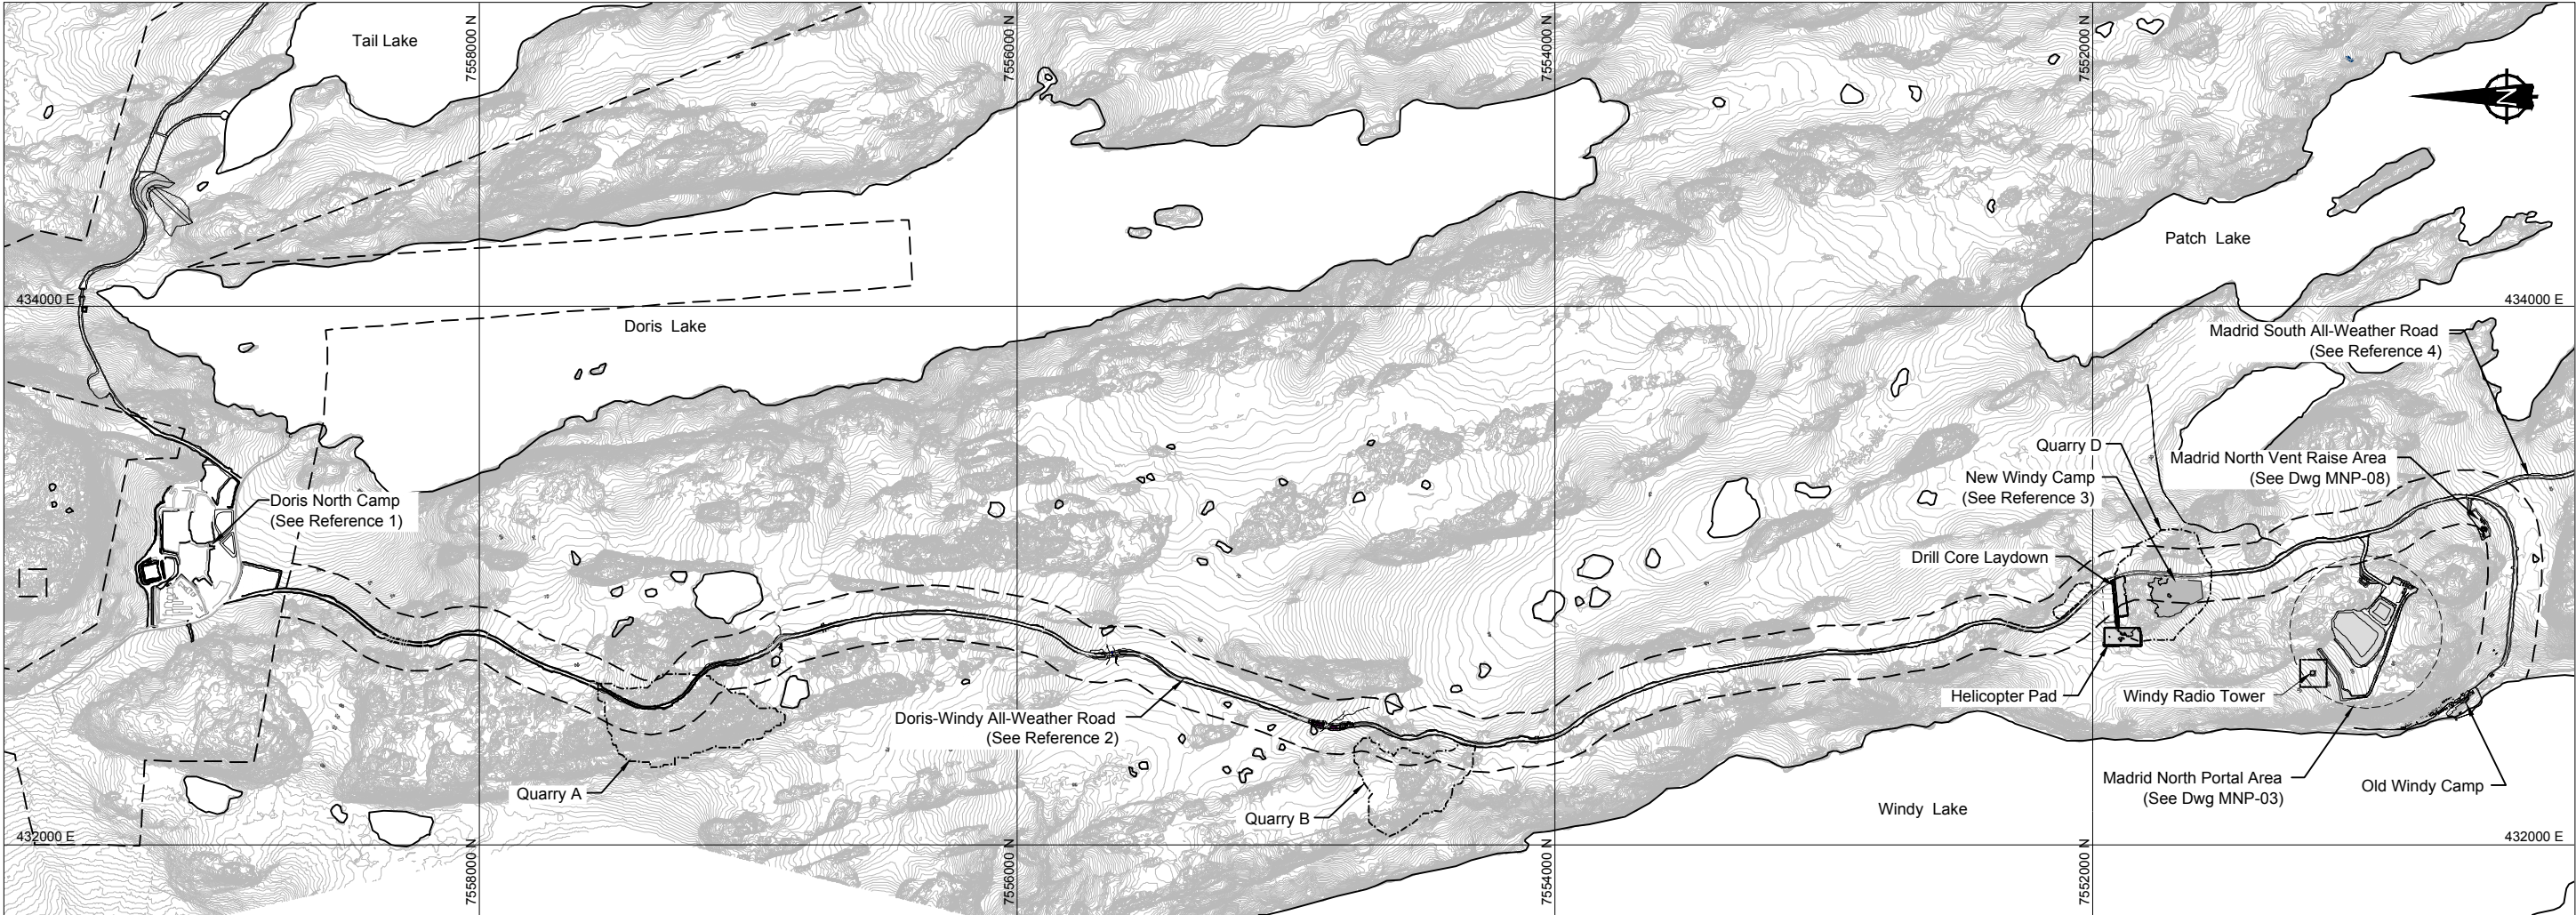 Tail Lake
7558000 N
7556000 N
7554000 N
7552000 N
N
Patch Lake
434000 E
434000 E
Doris Lake
Madrid South All-Weather Road
(See Reference 4)
Quarry D
Madrid North Vent Raise Area
(See Dwg MNP-08)
New Windy Camp
(See Reference 3)
Doris North Camp
(See Reference 1)
Drill Core Laydown
Helicopter Pad
Windy Radio Tower
Doris-Windy All-Weather Road
(See Reference 2)
Quarry A
Madrid North Portal Area
(See Dwg MNP-03)
Old Windy Camp
Quarry B
Windy Lake
432000 E
432000 E
7558000 N
7556000 N
7554000 N
7552000 N